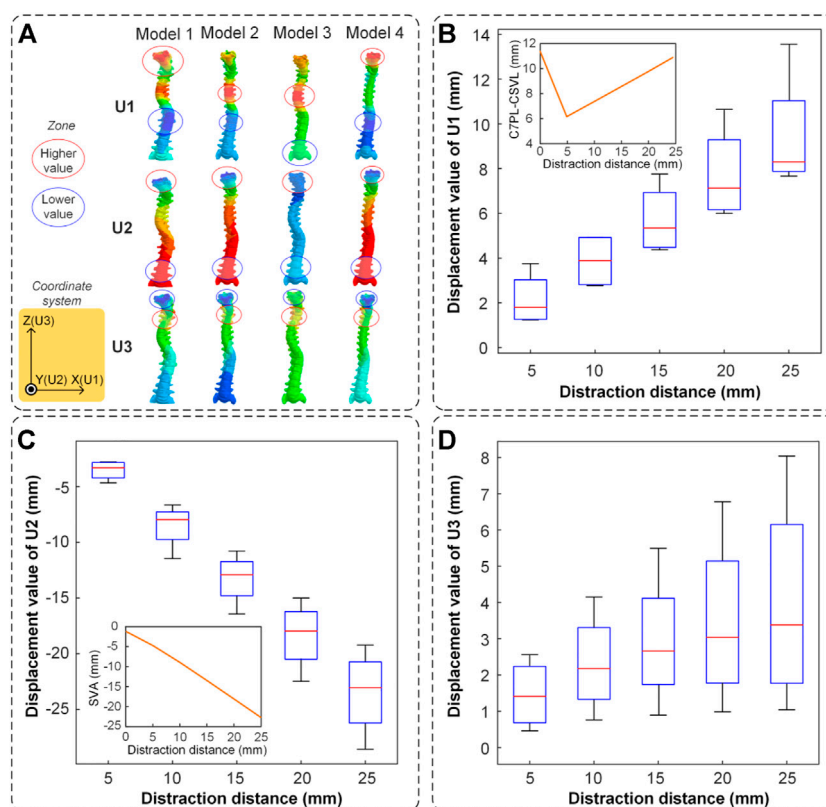 A
Model 1 Model 2 Model 3 Model 4
U1
Zone
Higher
value
Lower
value
U2
Coordinate
system
Z(U3)
Y(U2) X(U1)
U3
B
Displacement value of U1 (mm)
14
12
10
8
6
4
2
0
C7PL-CSVL (mm)
12
10
8
6
4
0 5 10 15 20 25
Distraction distance (mm)
5 10 15 20 25
Distraction distance (mm)
C
Displacement value of U2 (mm)
-5
-10
-15
-20
-25
SVA (mm)
0
-5
-10
-15
-20
-25
0 5 10 15 20 25
Distraction distance (mm)
5 10 15 20 25
Distraction distance (mm)
D
Displacement value of U3 (mm)
8
7
6
5
4
3
2
1
0
5 10 15 20 25
Distraction distance (mm)